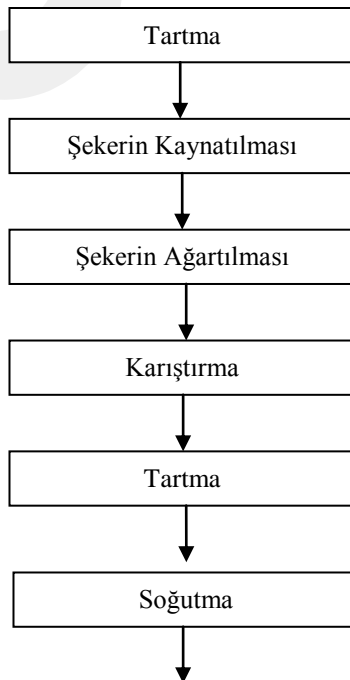 Tartma
Şekerin Kaynatılması
Şekerin Ağartılması
Karıştırma
Tartma
Soğutma